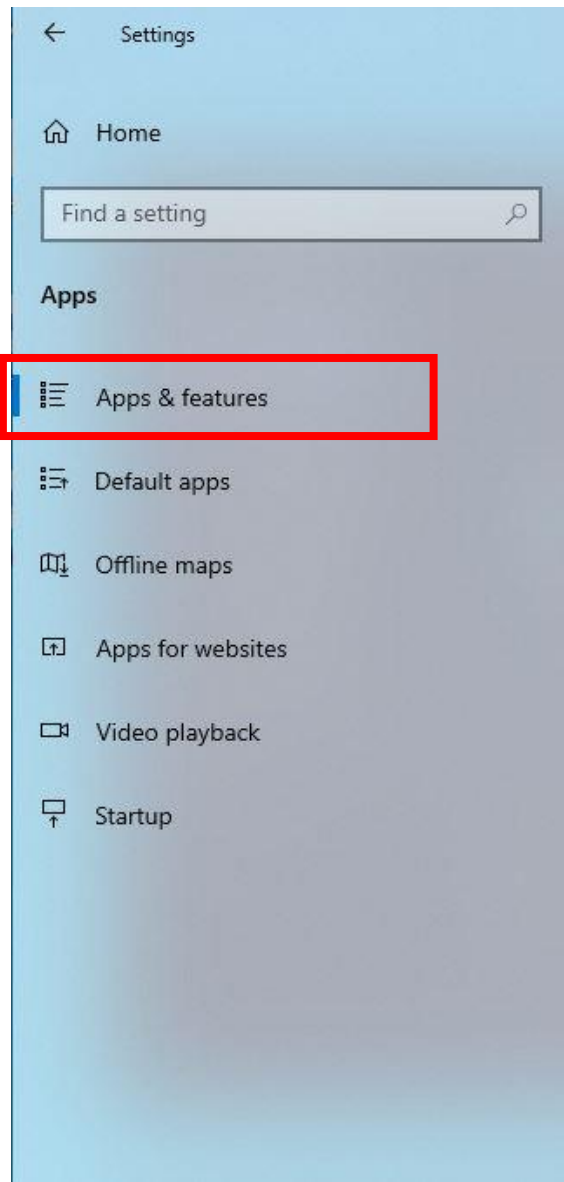 Settings
Home
Find a setting
Apps
Apps & features
Default apps
Offline maps
Apps for websites
Video playback
Startup